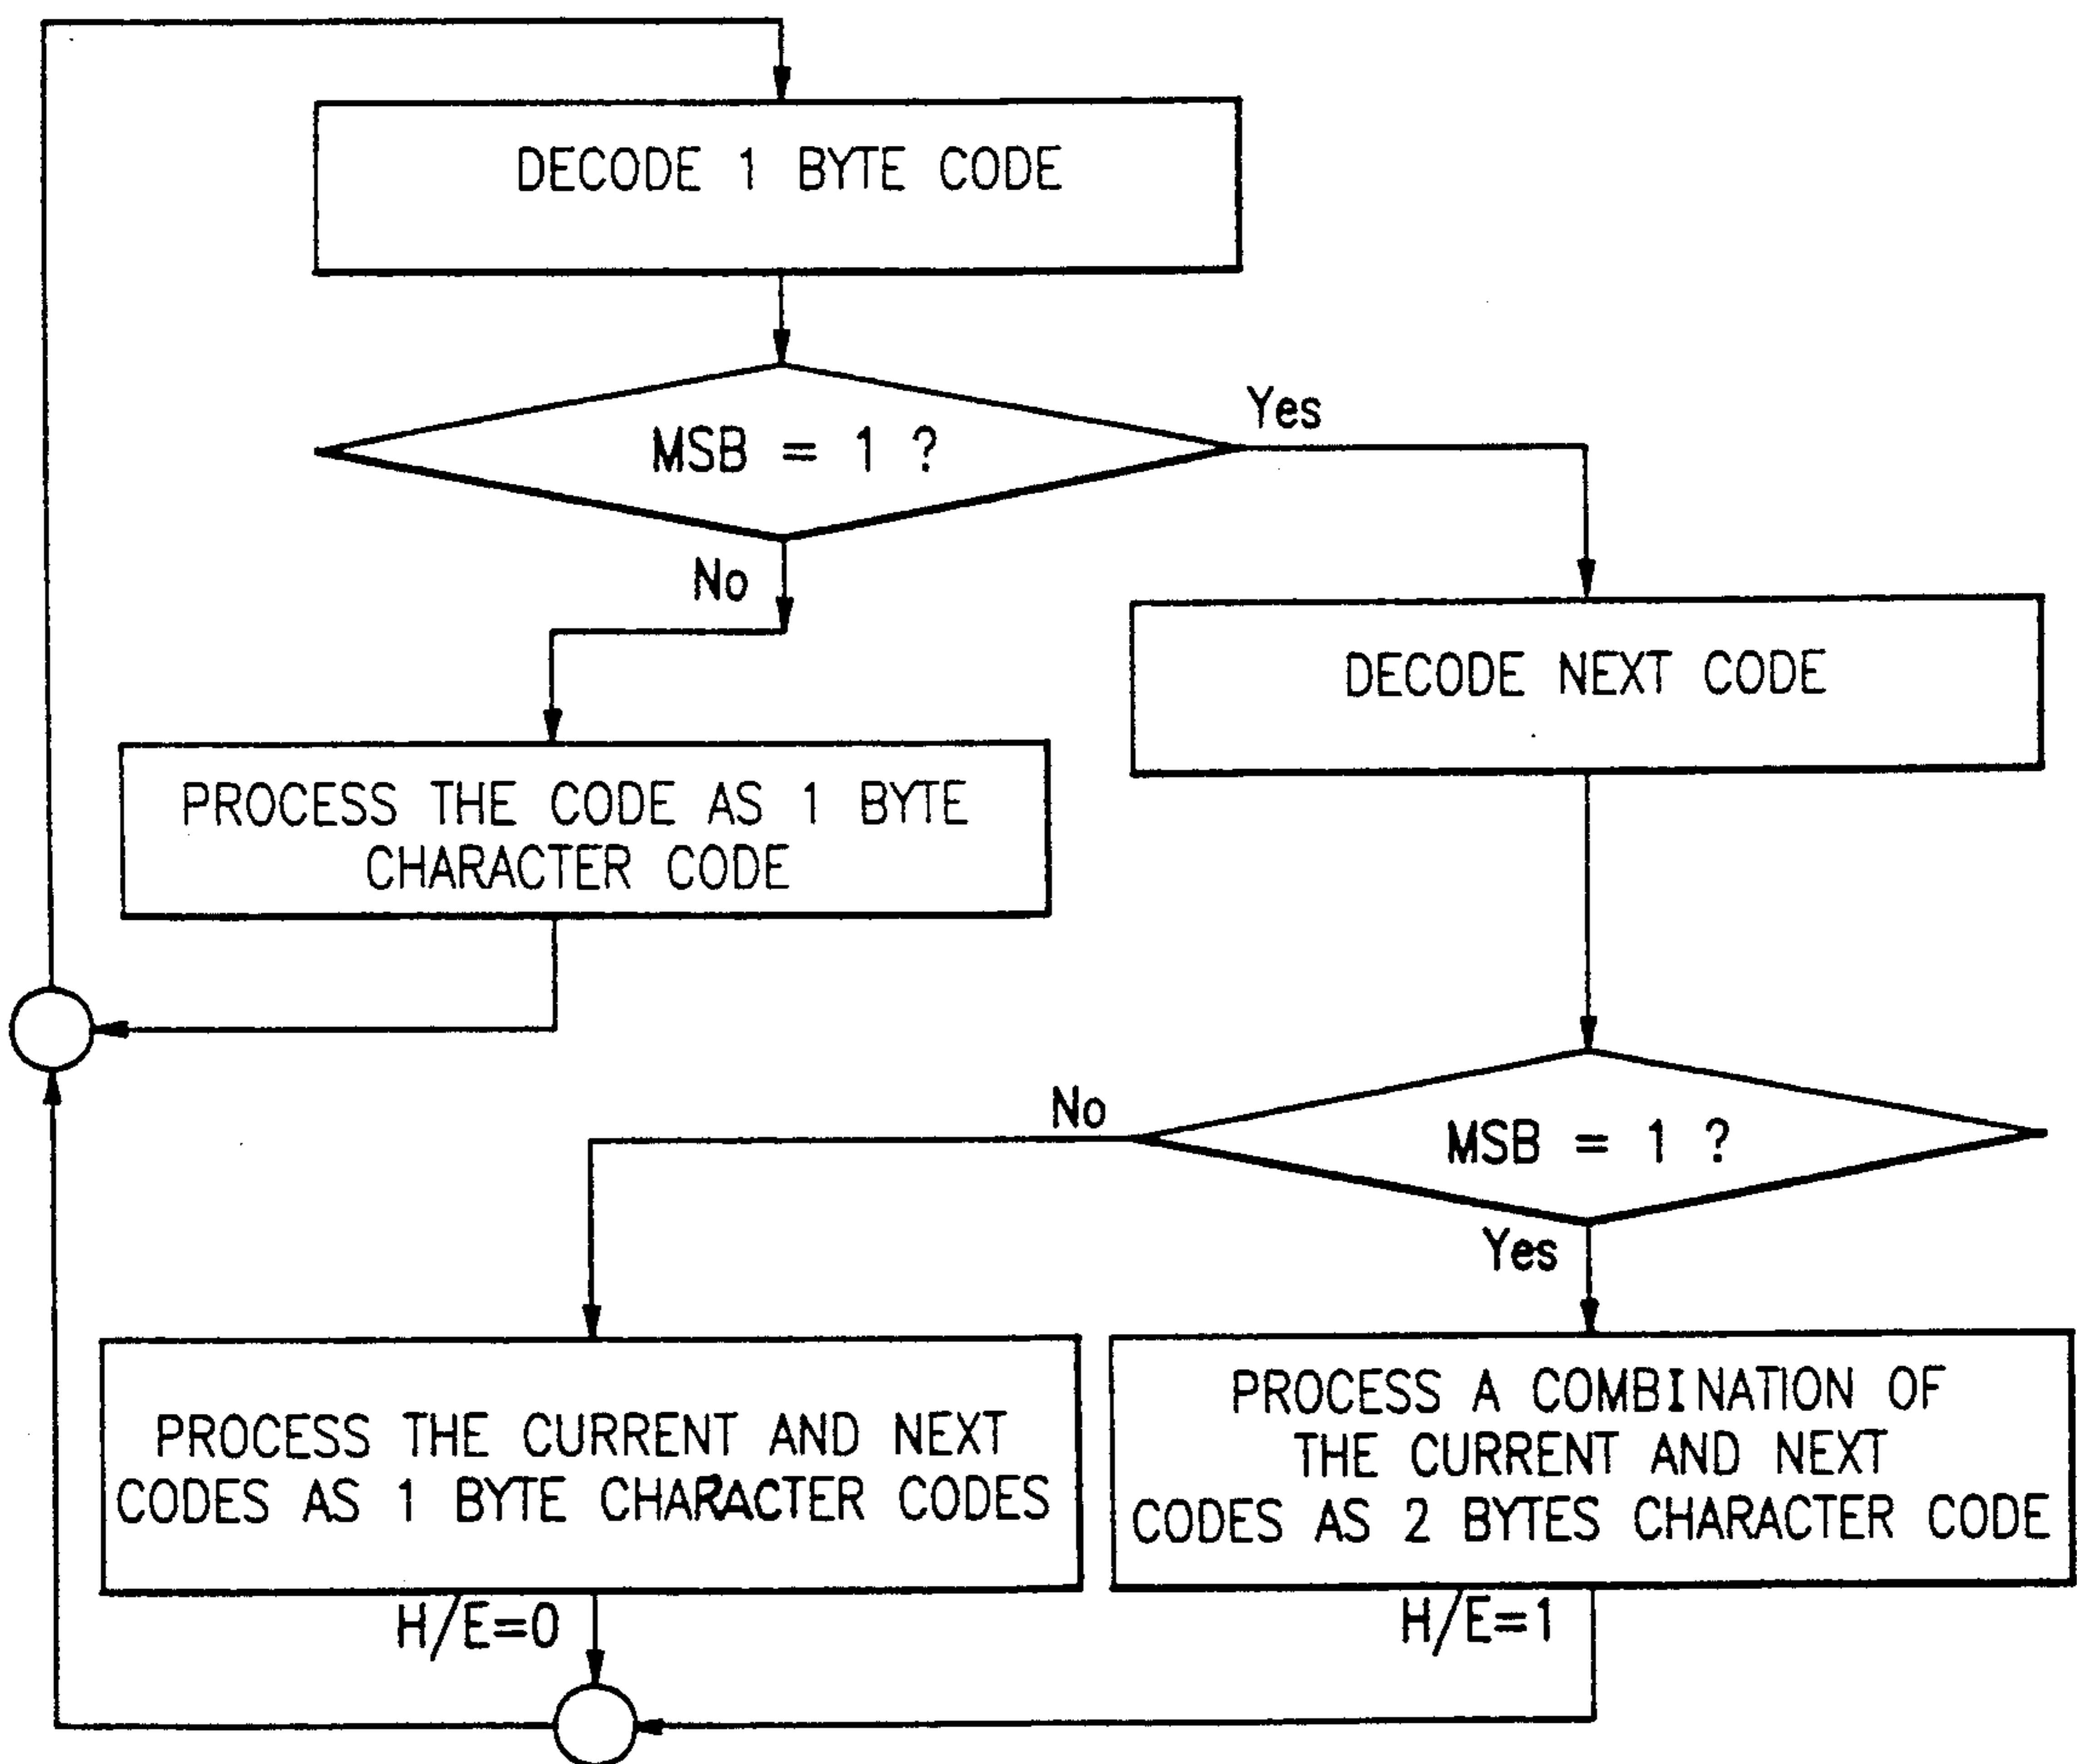 DECODE 1 BYTE CODE
MSB = 1 ?
Yes
No
DECODE NEXT CODE
PROCESS THE CODE AS 1 BYTE
CHARACTER CODE
MSB = 1 ?
No
Yes
PROCESS THE CURRENT AND NEXT
CODES AS 1 BYTE CHARACTER CODES
PROCESS A COMBINATION OF
THE CURRENT AND NEXT
CODES AS 2 BYTES CHARACTER CODE
H/E=0
H/E=1